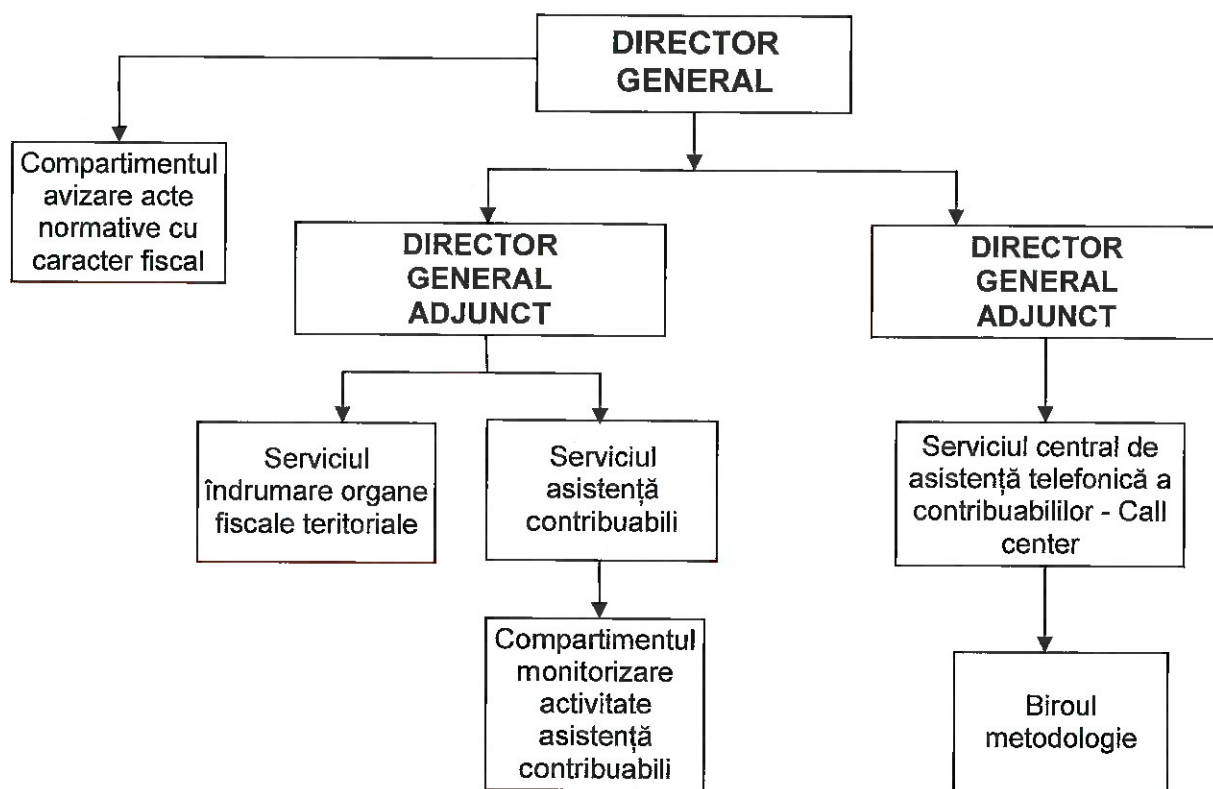 DIRECTOR
GENERAL
Compartimentul
avizare acte
normative cu
caracter fiscal
DIRECTOR
GENERAL
ADJUNCT
DIRECTOR
GENERAL
ADJUNCT
Serviciul
îndrumare organe
fiscale teritoriale
Serviciul
asistență
contribuabili
Serviciul central de
asistență telefonică a
contribuabililor - Call
center
Compartimentul
monitorizare
activitate
asistență
contribuabili
Biroul
metodologie